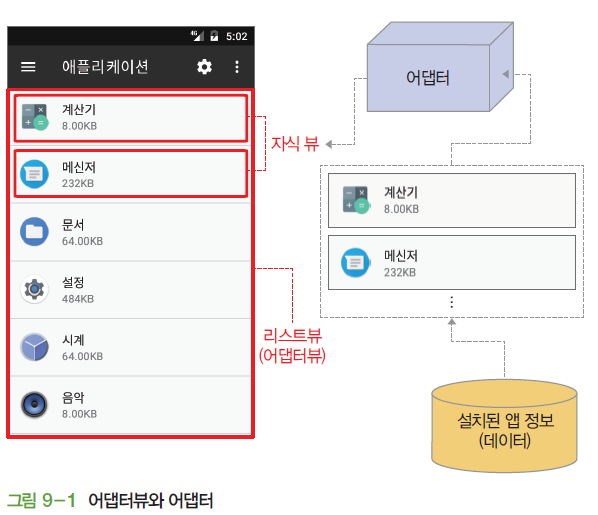 4G 5:02
애플리케이션
계산기
8.00KB
메신저
232KB
문서
64.00KB
설정
484KB
시계
64.00KB
음악
8.00KB
자식 뷰
리스트뷰
(어댑터뷰)
어댑터
계산기
8.00KB
메신저
232KB
⋮
설치된 앱 정보
(데이터)
그림 9-1 어댑터뷰와 어댑터